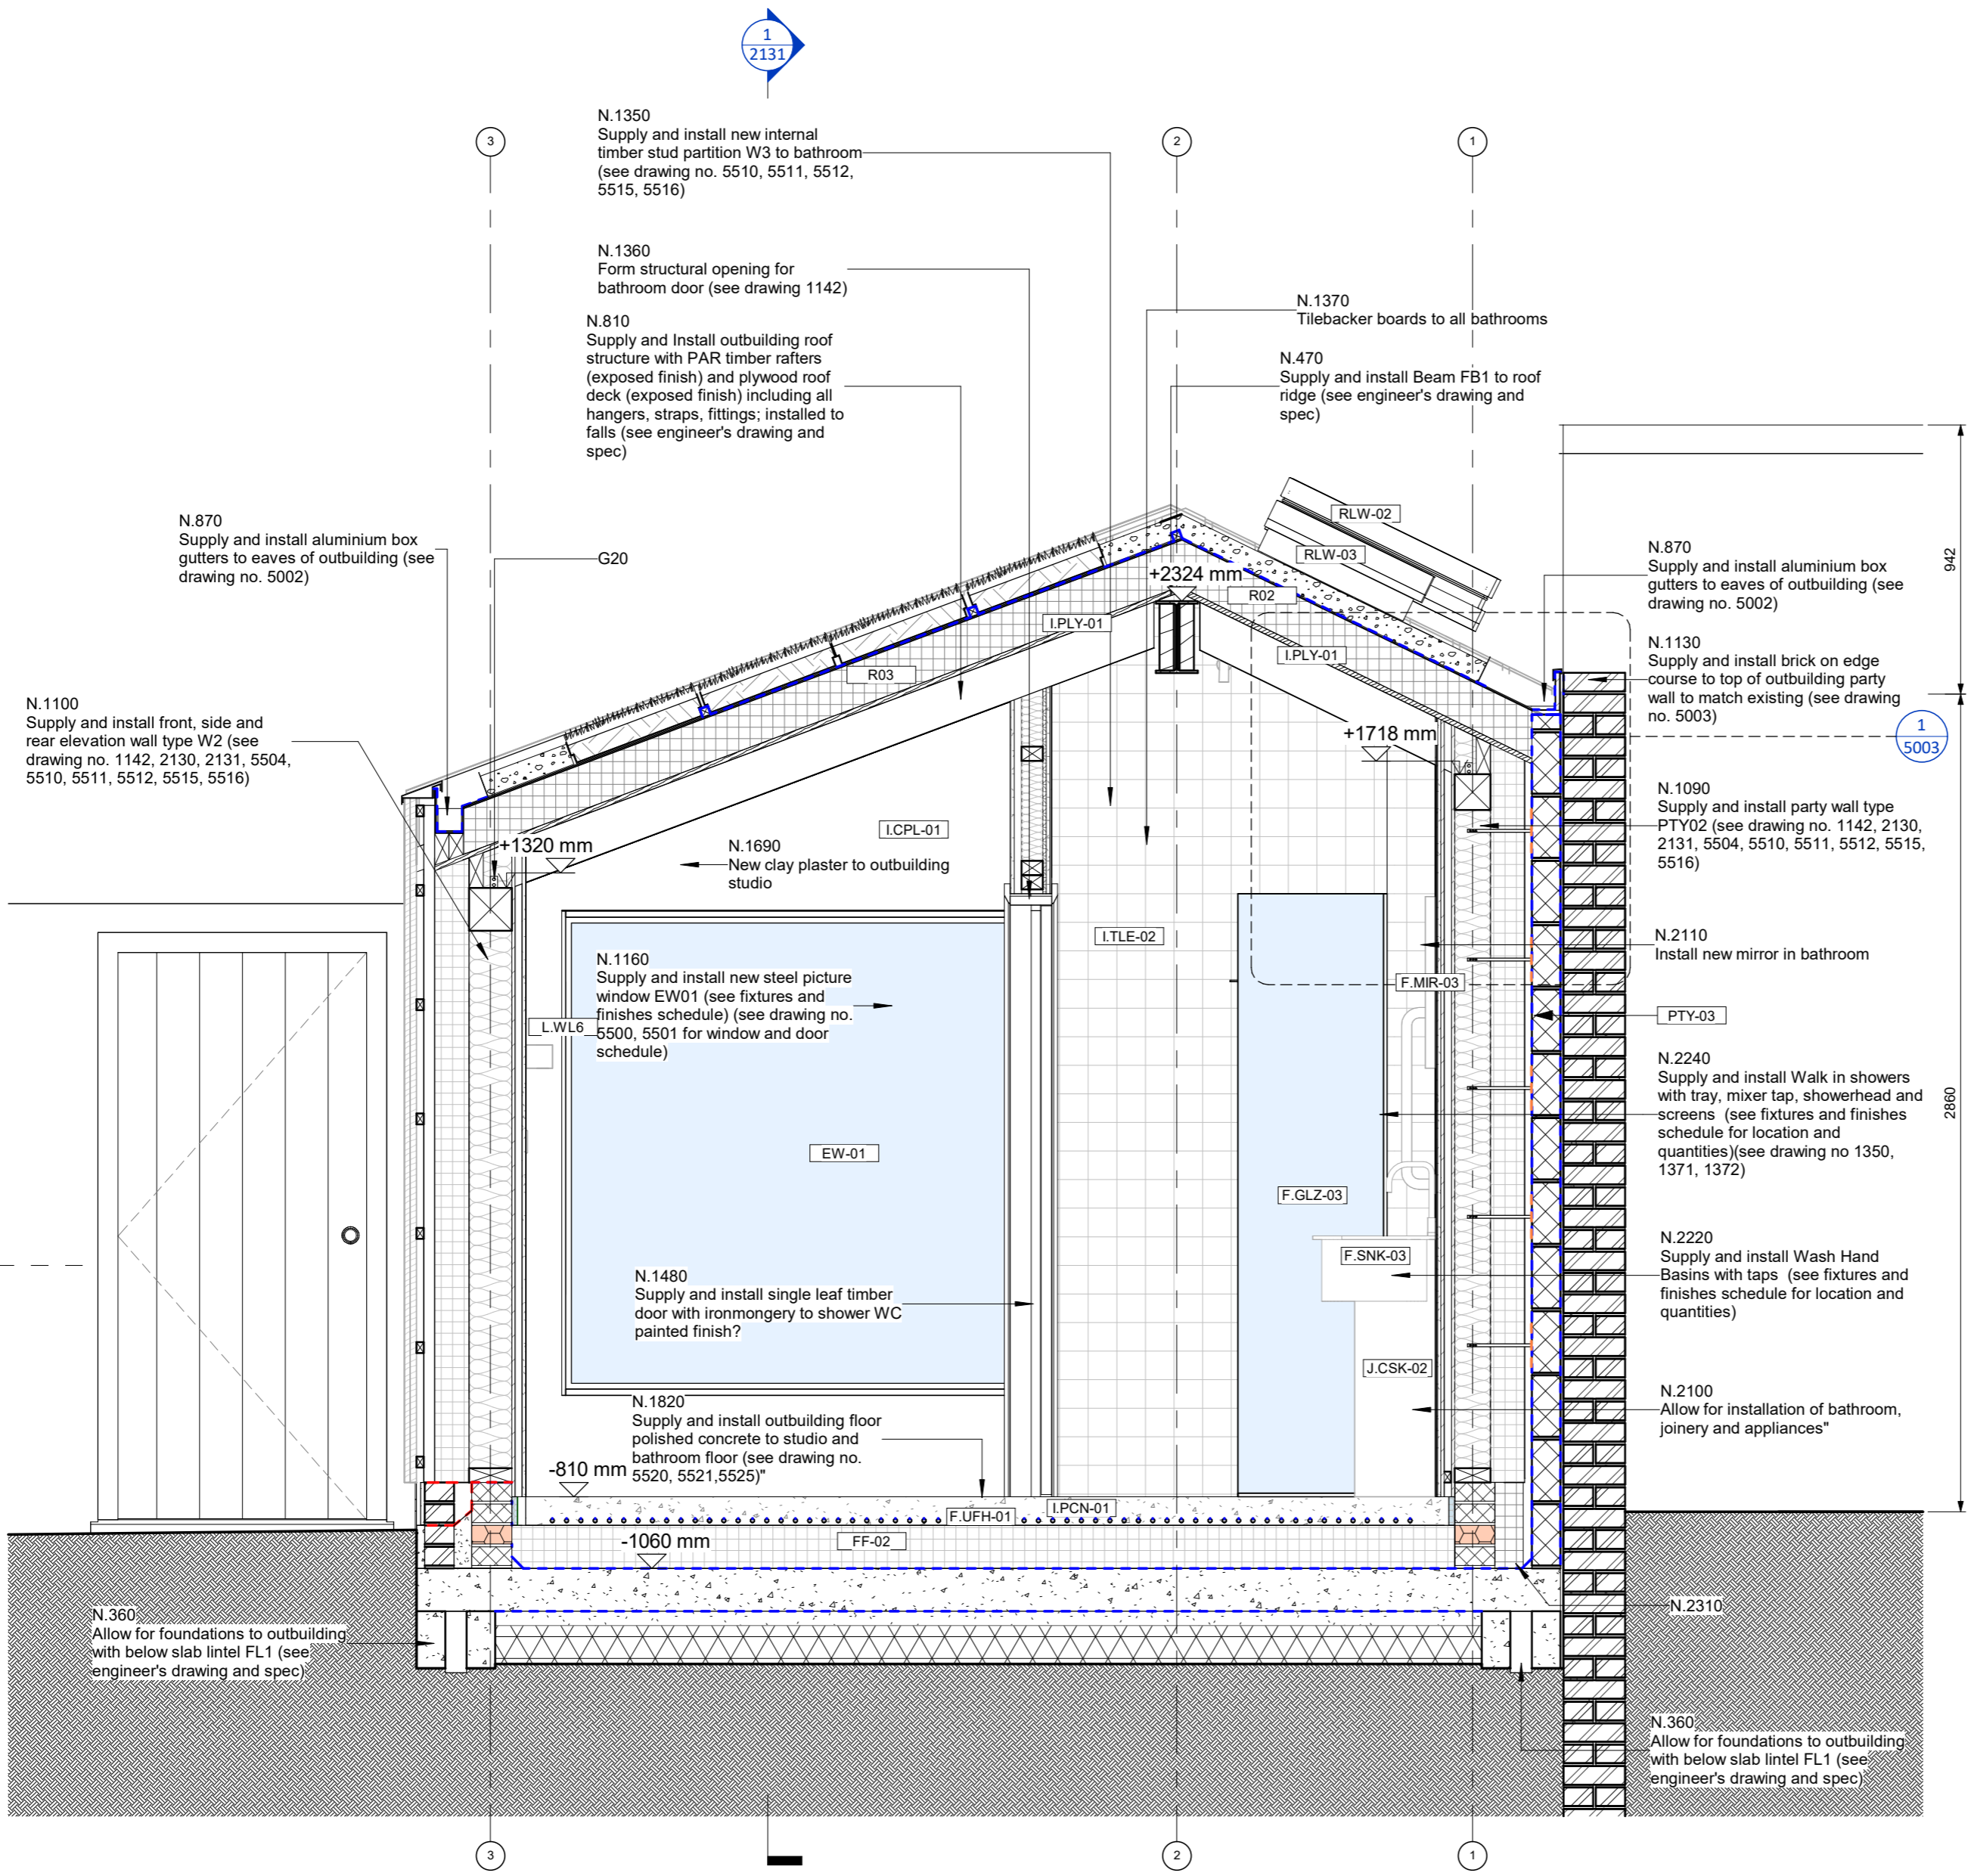 1
2131
N.1350
Supply and install new internal
timber stud partition W3 to bathroom
(see drawing no. 5510, 5511, 5512,
5515, 5516)
3
2
1
N.1360
Form structural opening for
bathroom door (see drawing 1142)
N.1370
Tilebacker boards to all bathrooms
N.810
Supply and Install outbuilding roof
structure with PAR timber rafters
(exposed finish) and plywood roof
deck (exposed finish) including all
hangers, straps, fittings; installed to
falls (see engineer's drawing and
spec)
N.470
Supply and install Beam FB1 to roof
ridge (see engineer's drawing and
spec)
N.870
Supply and install aluminium box
gutters to eaves of outbuilding (see
drawing no. 5002)
G20
RLW-02
RLW-03
942
N.870
Supply and install aluminium box
gutters to eaves of outbuilding (see
drawing no. 5002)
+2324 mm
R02
I.PLY-01
I.PLY-01
R03
N.1130
Supply and install brick on edge
course to top of outbuilding party
wall to match existing (see drawing
no. 5003)
N.1100
Supply and install front, side and
rear elevation wall type W2 (see
drawing no. 1142, 2130, 2131, 5504,
5510, 5511, 5512, 5515, 5516)
+1718 mm
1
5003
N.1090
Supply and install party wall type
PTY02 (see drawing no. 1142, 2130,
2131, 5504, 5510, 5511, 5512, 5515,
5516)
I.CPL-01
+1320 mm
N.1690
New clay plaster to outbuilding
studio
I.TLE-02
N.2110
Install new mirror in bathroom
N.1160
Supply and install new steel picture
window EW01 (see fixtures and
finishes schedule) (see drawing no.
5500, 5501 for window and door
schedule)
F.MIR-03
L.WL6
PTY-03
N.2240
Supply and install Walk in showers
with tray, mixer tap, showerhead and
screens (see fixtures and finishes
schedule for location and
quantities)(see drawing no 1350,
1371, 1372)
2860
EW-01
F.GLZ-03
N.2220
Supply and install Wash Hand
Basins with taps (see fixtures and
finishes schedule for location and
quantities)
F.SNK-03
N.1480
Supply and install single leaf timber
door with ironmongery to shower WC
painted finish?
J.CSK-02
N.2100
Allow for installation of bathroom,
joinery and appliances"
N.1820
Supply and install outbuilding floor
polished concrete to studio and
bathroom floor (see drawing no.
5520, 5521,5525)"
-810 mm
I.PCN-01
F.UFH-01
-1060 mm
FF-02
N.2310
N.360
Allow for foundations to outbuilding
with below slab lintel FL1 (see
engineer's drawing and spec)
N.360
Allow for foundations to outbuilding
with below slab lintel FL1 (see
engineer's drawing and spec)
3
2
1